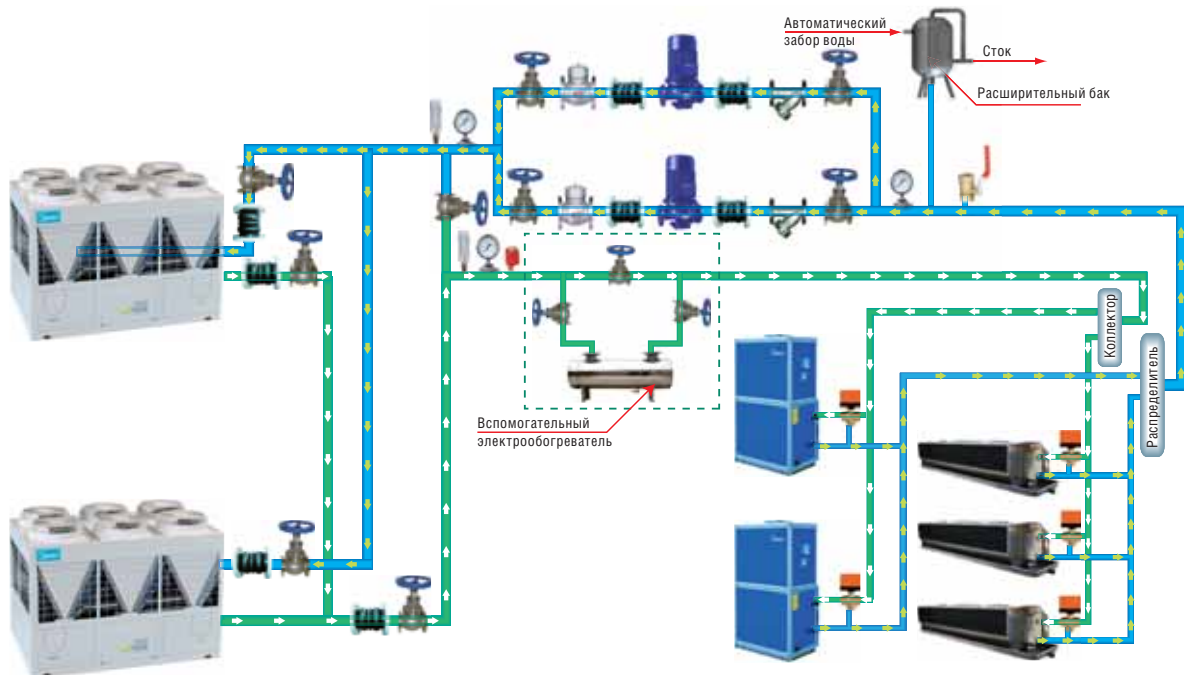 Автоматический
забор воды
Сток
Расширительный бак
Коллектор
Распределитель
Вспомогательный
электрообогреватель